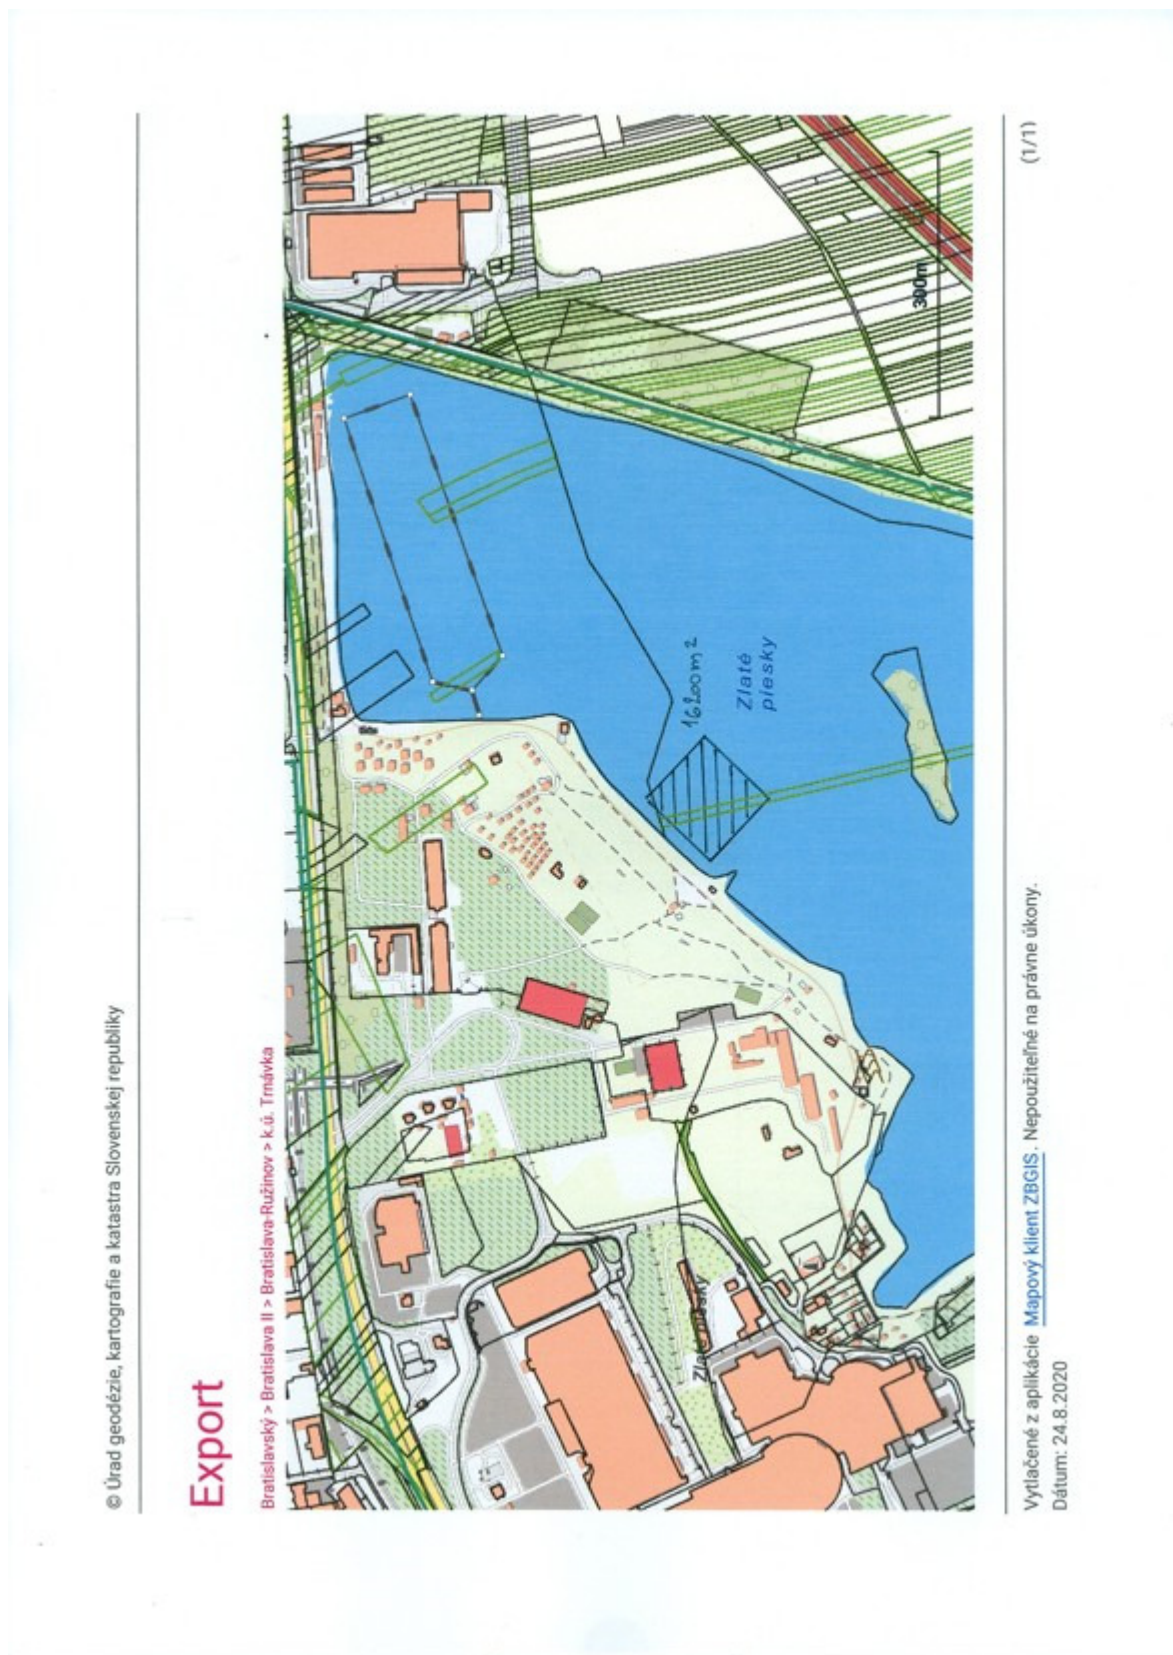 © Úrad geodézie, kartografie a katastra Slovenskej republiky
Export
Bratislavský > Bratislava II > Bratislava-Ružinov > k.ú. Trnávka
16200m2
Zlaté
piesky
300m
Vytlačené z aplikácie Mapový klient ZBGIS. Nepoužiteľné na právne úkony.
Dátum: 24.8.2020
(1/1)